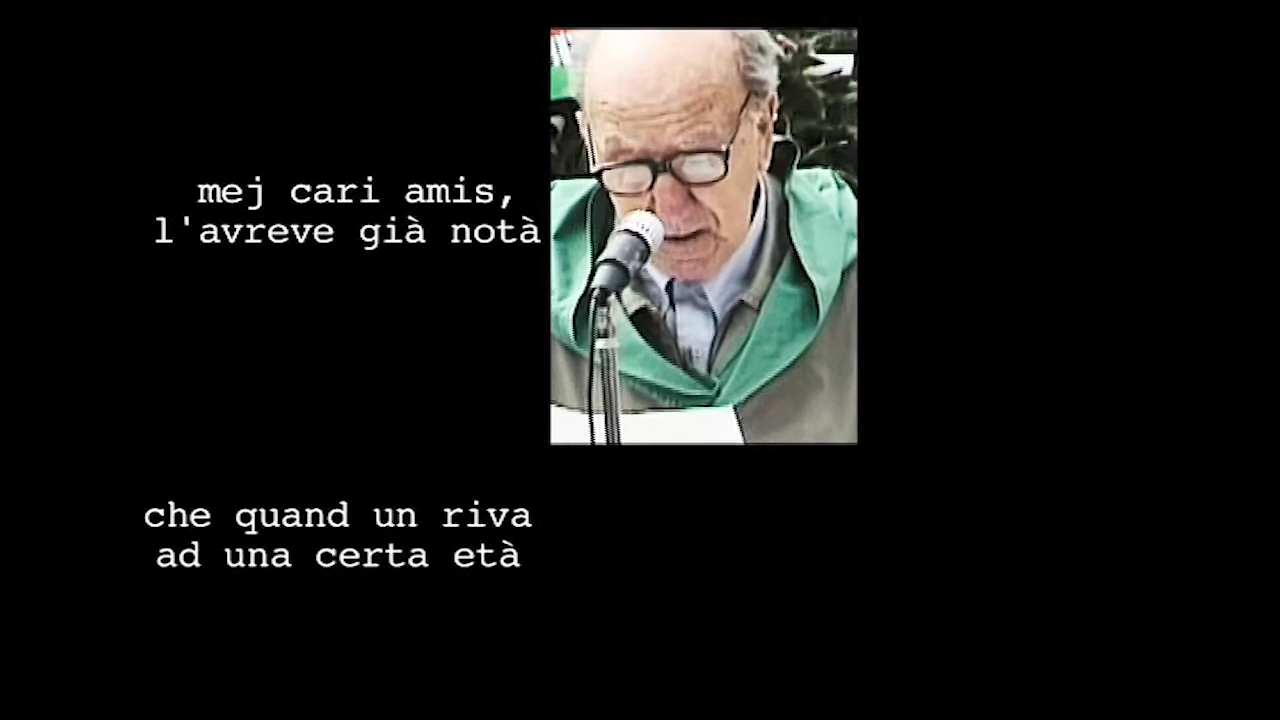 mej cari amis,
l'avreve già notà
che quand un riva
ad una certa età